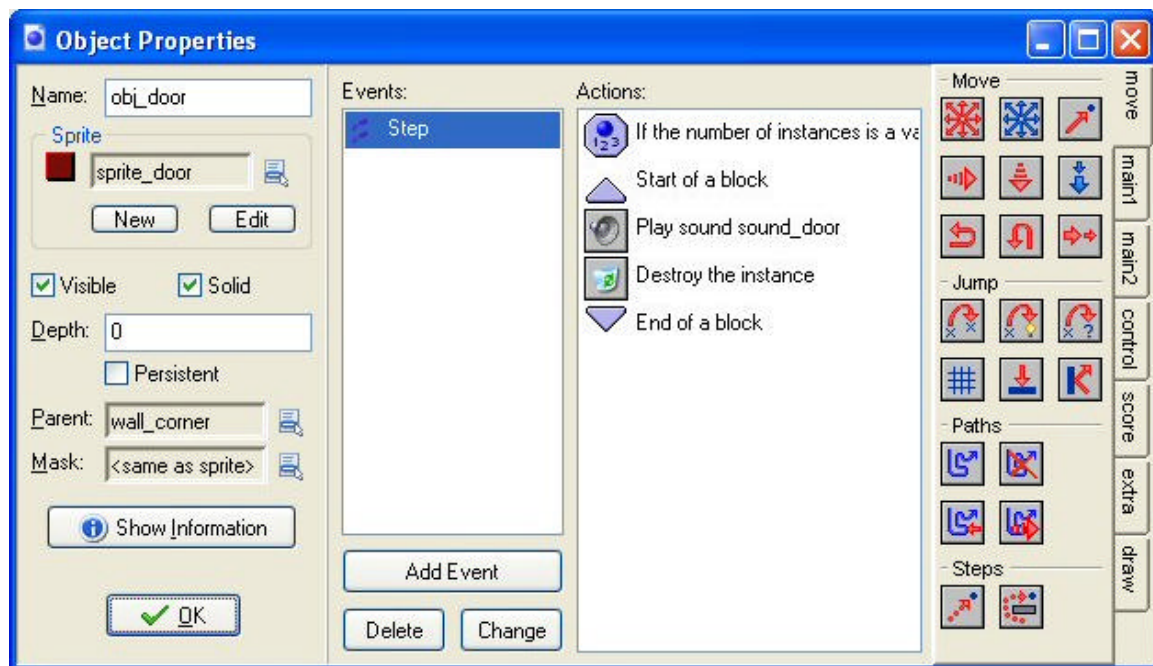 Object Properties
Name: obj_door
Sprite
sprite_door
New Edit
Visible Solid
Depth: 0
Persistent
Parent: wall_corner
Mask: <same as sprite>
Show Information
OK
Events:
Step
Add Event
Delete Change
Actions:
If the number of instances is a va
Start of a block
Play sound sound_door
Destroy the instance
End of a block
Move
Jump
Paths
Steps
move
main1
main2
control
score
extra
draw